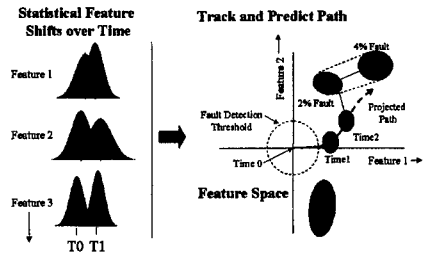 Statistical Feature
Shifts over Time
Feature 1
Feature 2
Feature 3
T0 T1
Track and Predict Path
4% Fault
Feature 2
2% Fault
Projected
Path
Fault Detection
Threshold
Time2
Time 0
Time1
Feature 1
Feature Space